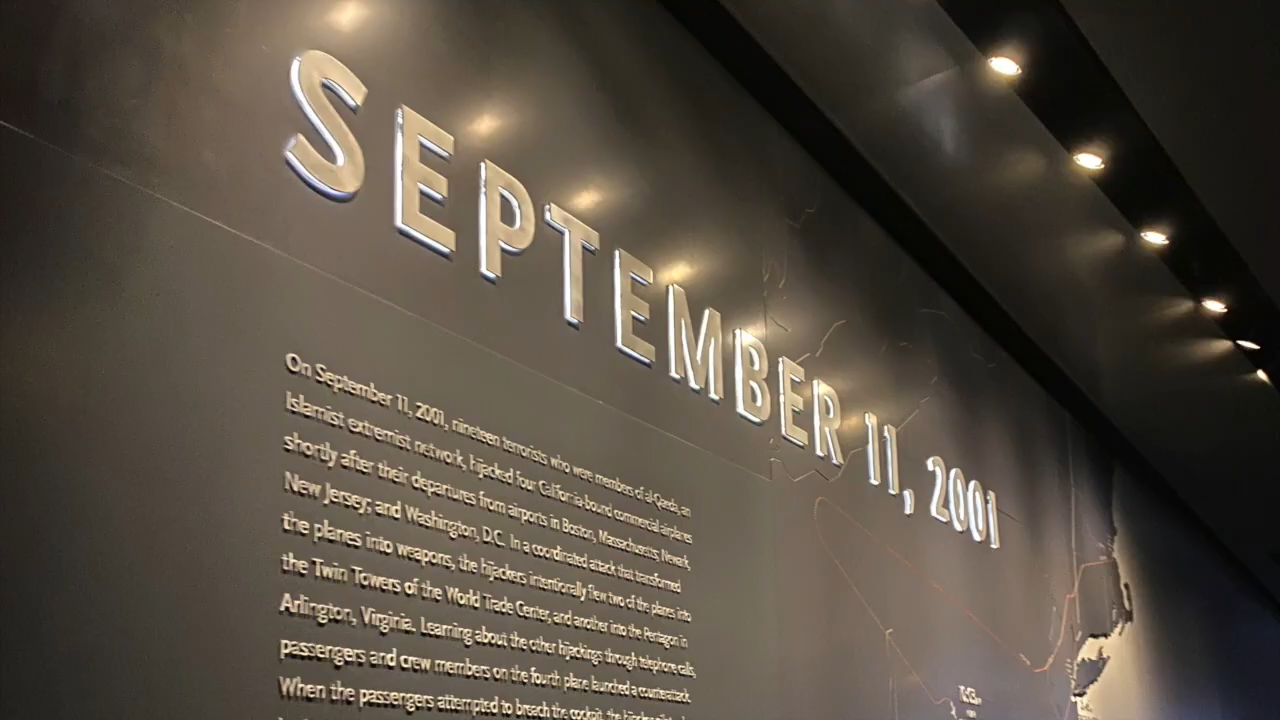 SEPTEMBER 11, 2001
On September 11, 2001, nineteen terrorists who were members of al-Qaeda, an
Islamist extremist network, hijacked four California-bound commercial airplanes
shortly after their departures from airports in Boston, Massachusetts; Newark,
New Jersey; and Washington, D.C. In a coordinated attack that transformed
the planes into weapons, the hijackers intentionally flew two of the planes into
the Twin Towers of the World Trade Center, and another into the Pentagon in
Arlington, Virginia. Learning about the other hijackings through telephone calls,
passengers and crew members on the fourth plane launched a counterattack.
When the passengers attempted to breach the cockpit, the